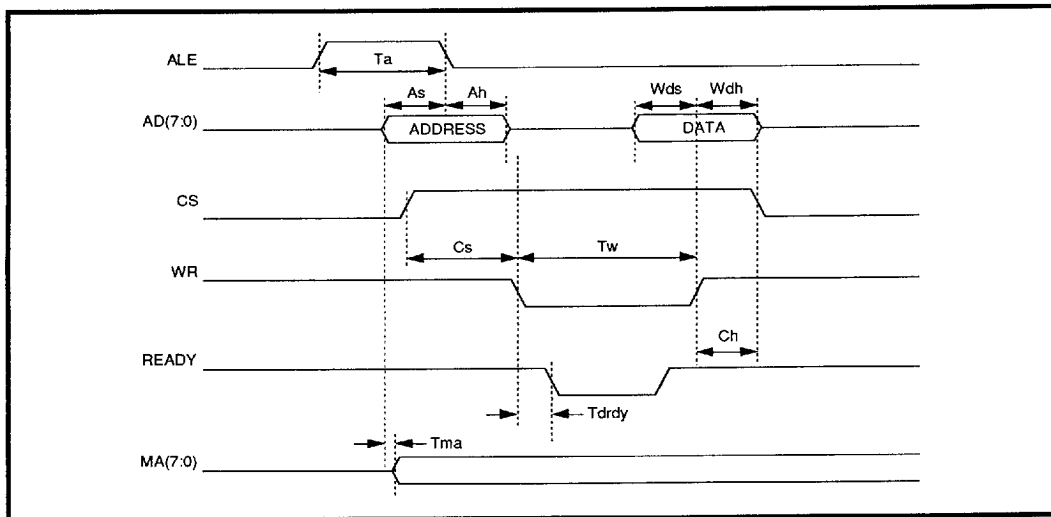 ALE
Ta
As Ah Wds Wdh
AD(7:0) ADDRESS DATA
CS
Cs Tw
WR
Ch
READY
Tdrdy
Tma
MA(7:0)